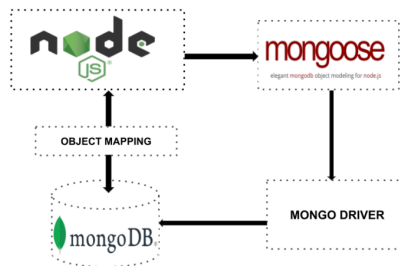 node
JS
mongoose
elegant mongodb object modeling for node.js
OBJECT MAPPING
MONGO DRIVER
mongoDB